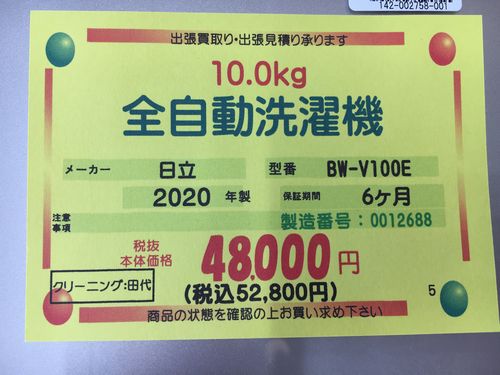 142-002758-001
出張買取り・出張見積り承ります
10.0kg
全自動洗濯機
メーカー 日立 型番 BW-V100E
2020 年製 保証期間 6ヶ月
注意事項 製造番号:0012688
税抜
本体価格 48,000 円
クリーニング:田代 (税込52,800円) 5
商品の状態を確認の上お買い求め下さい